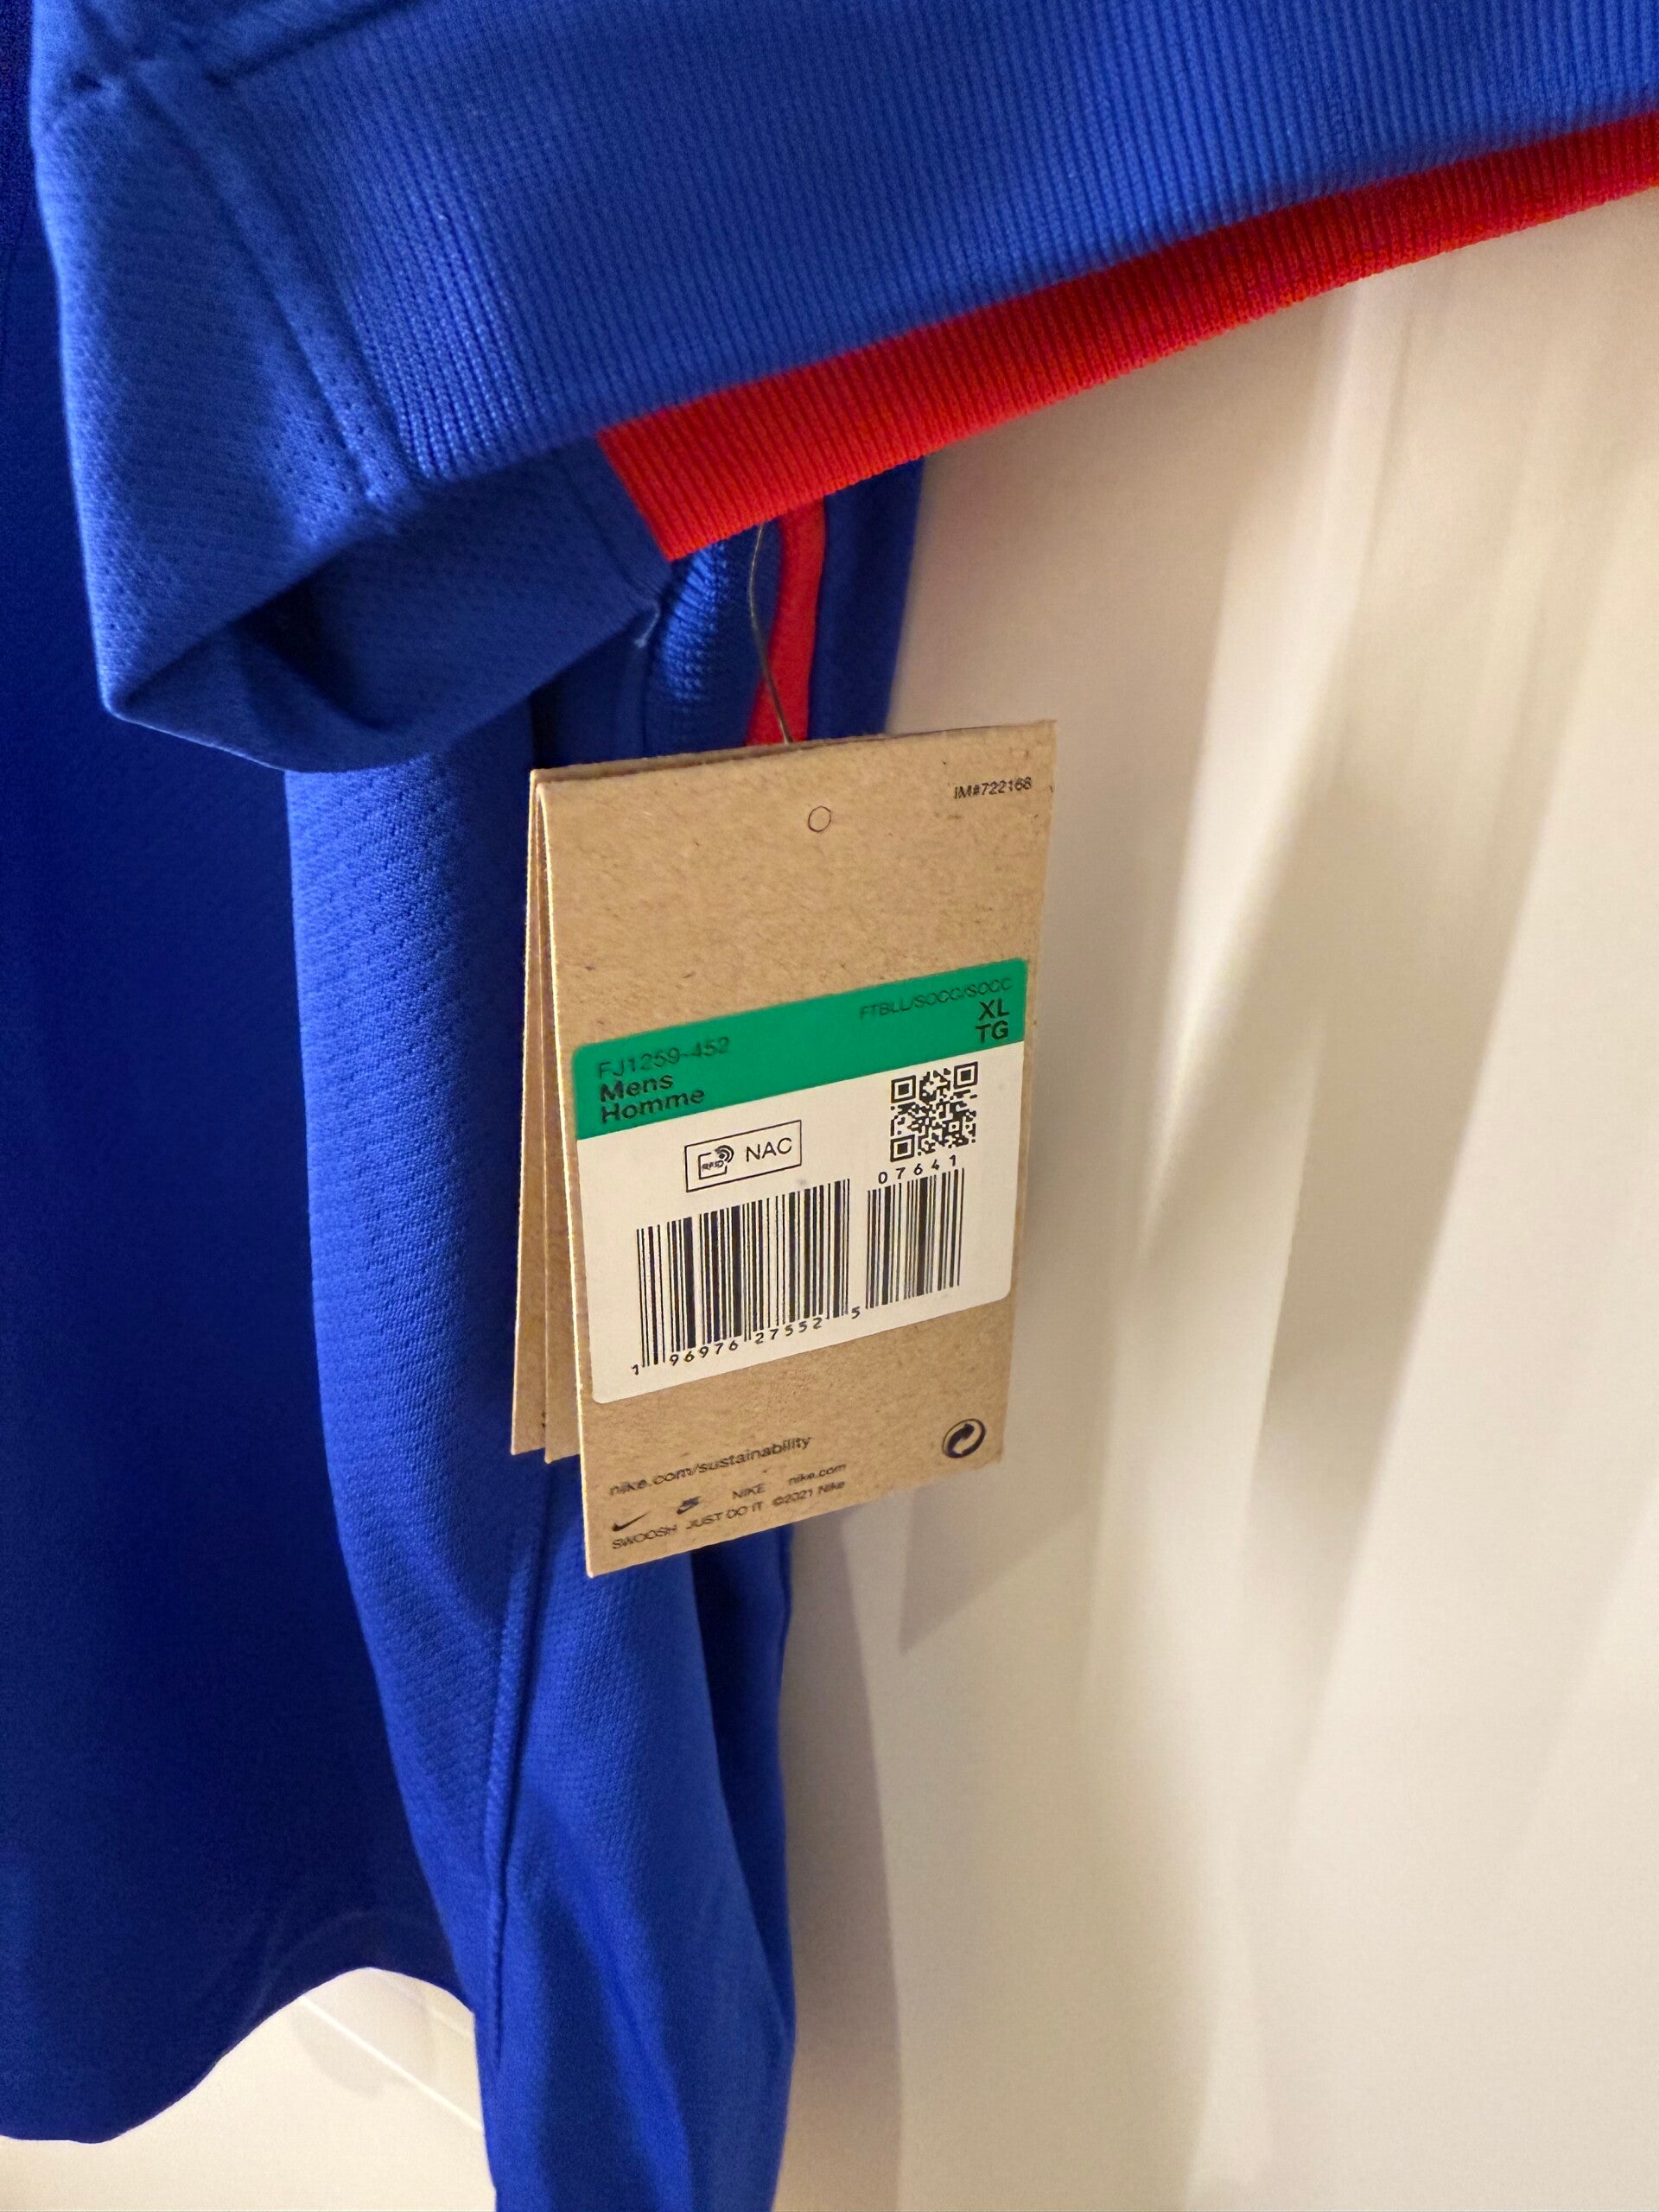 IM#722168
FTBLL/SOCC/SOCC
XL
TG
FJ1259-452
Mens
Homme
RFID NAC
07641
1 96976 27552 5
nike.com/sustainability
NIKE nike.com
SWOOSH JUST DO IT ©2021 Nike